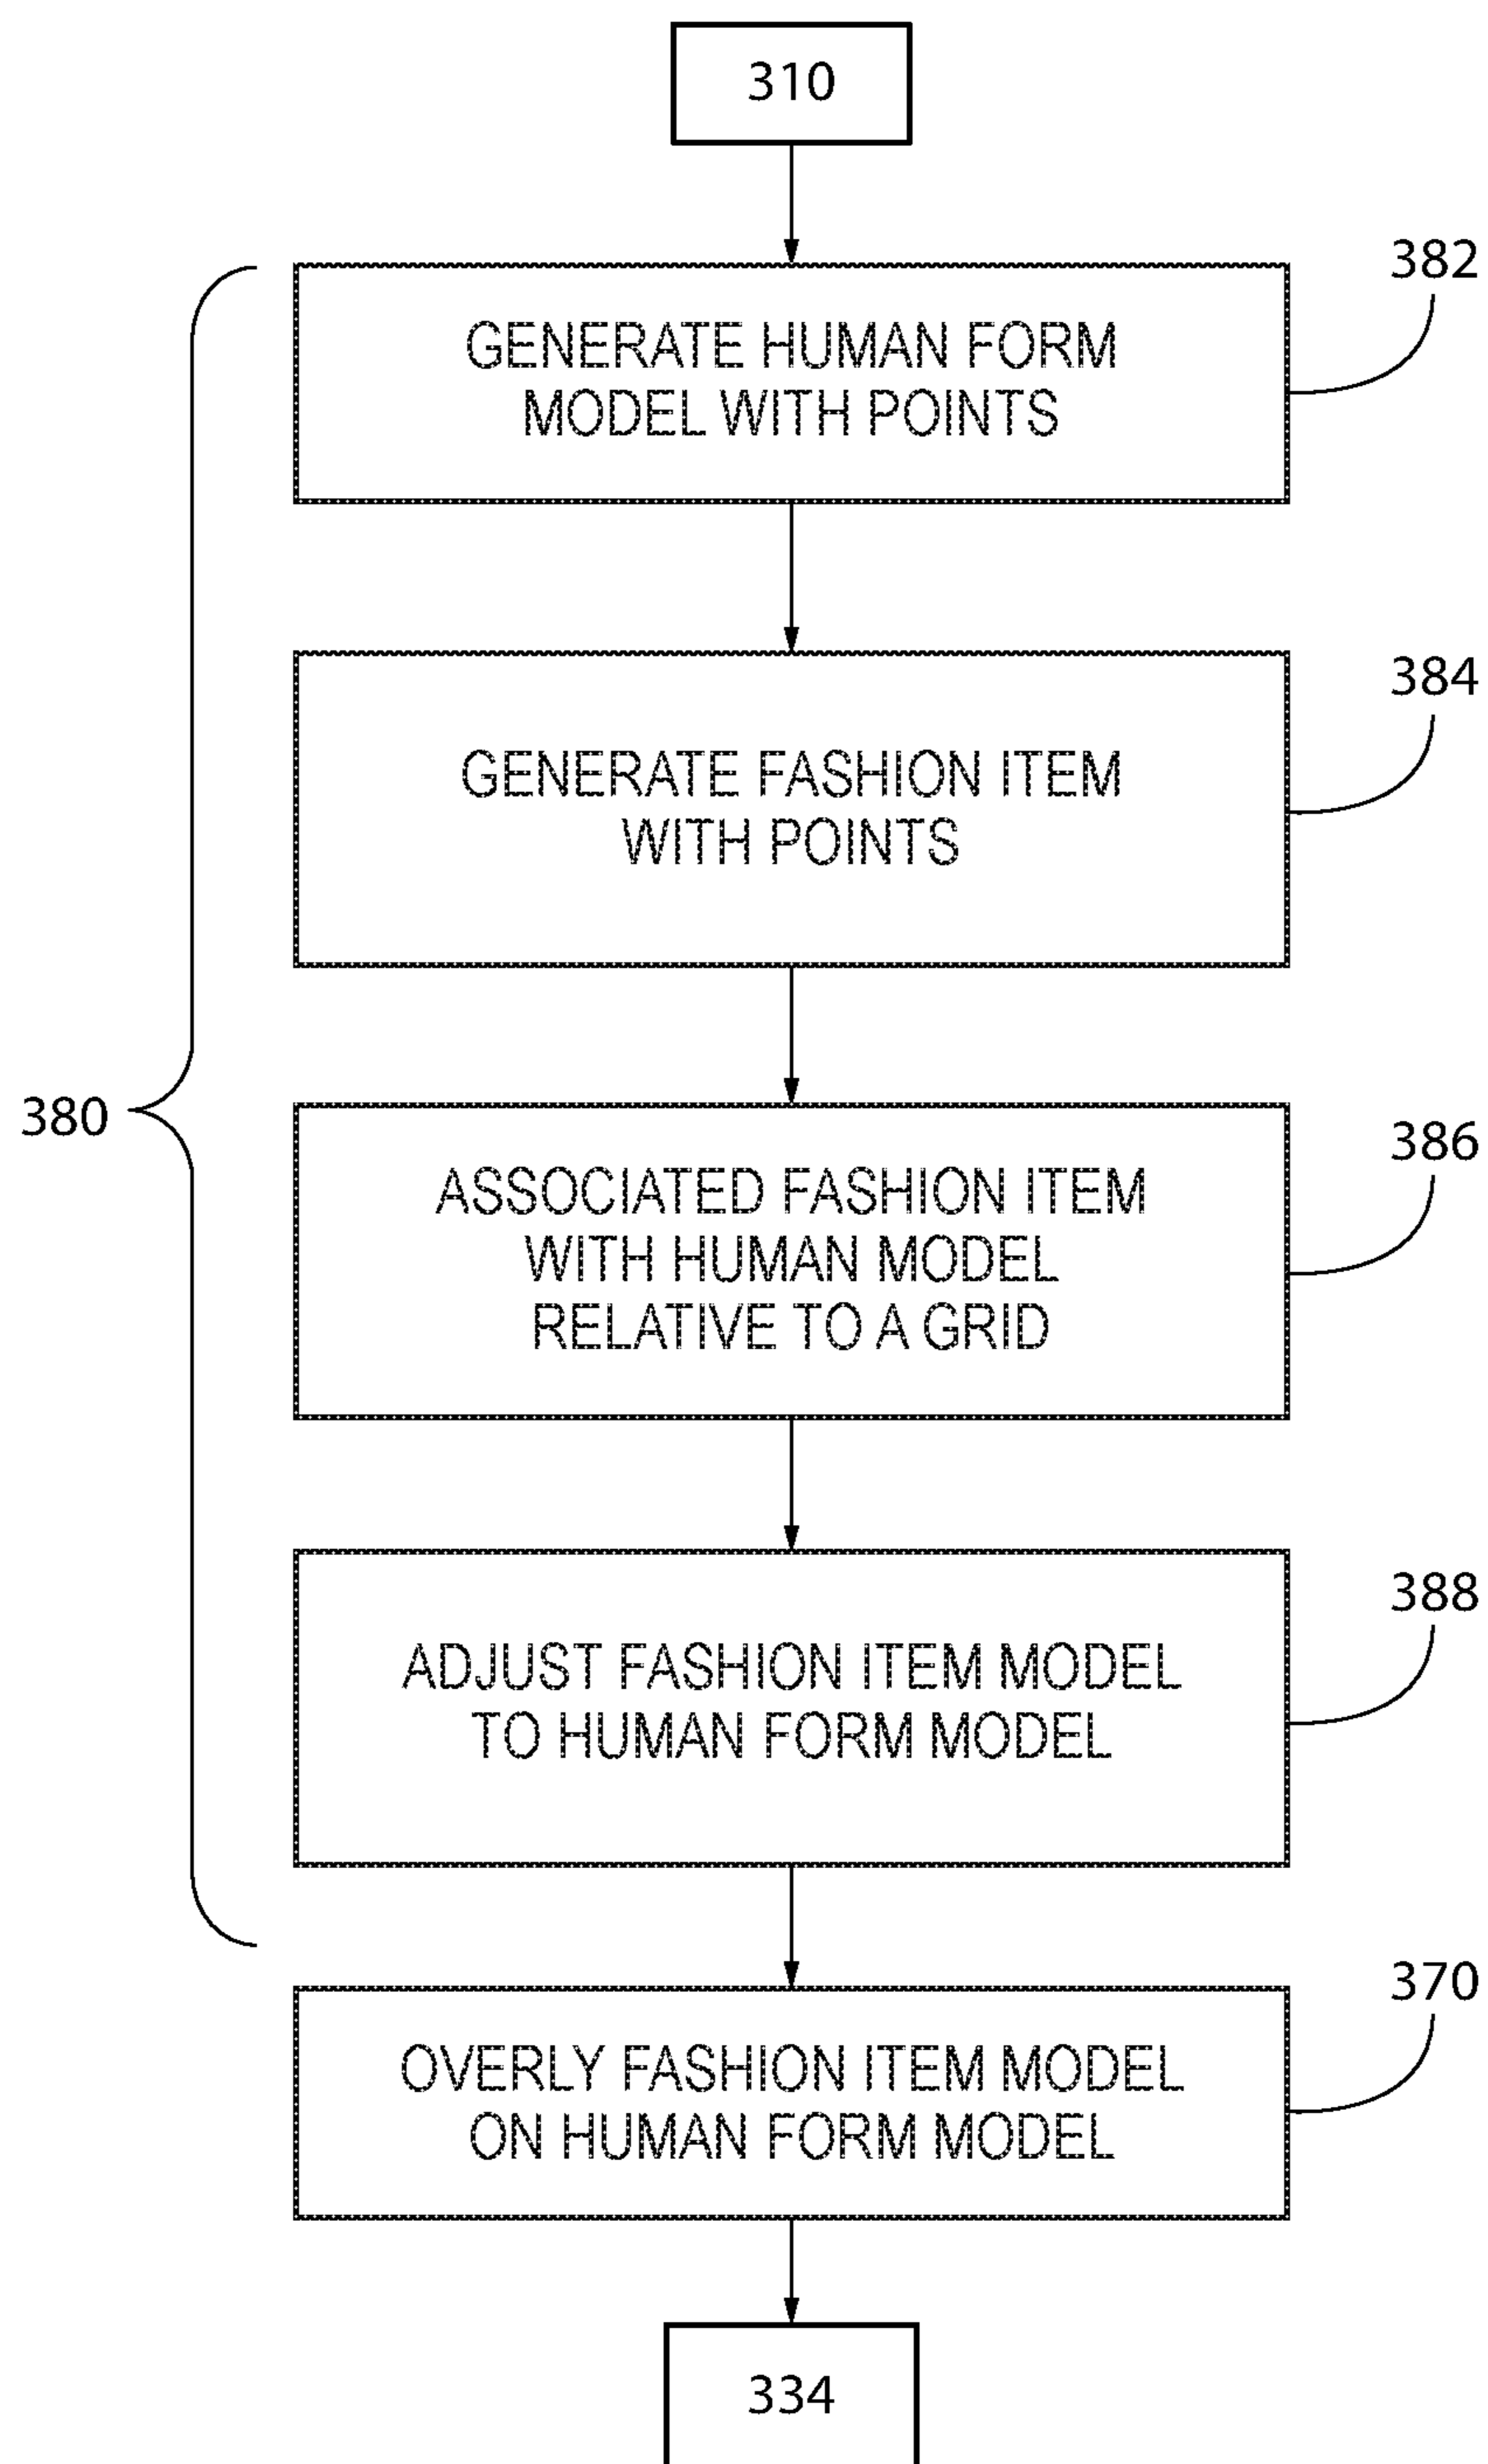 310
382
GENERATE HUMAN FORM
MODEL WITH POINTS
384
GENERATE FASHION ITEM
WITH POINTS
380
386
ASSOCIATED FASHION ITEM
WITH HUMAN MODEL
RELATIVE TO A GRID
388
ADJUST FASHION ITEM MODEL
TO HUMAN FORM MODEL
370
OVERLY FASHION ITEM MODEL
ON HUMAN FORM MODEL
334